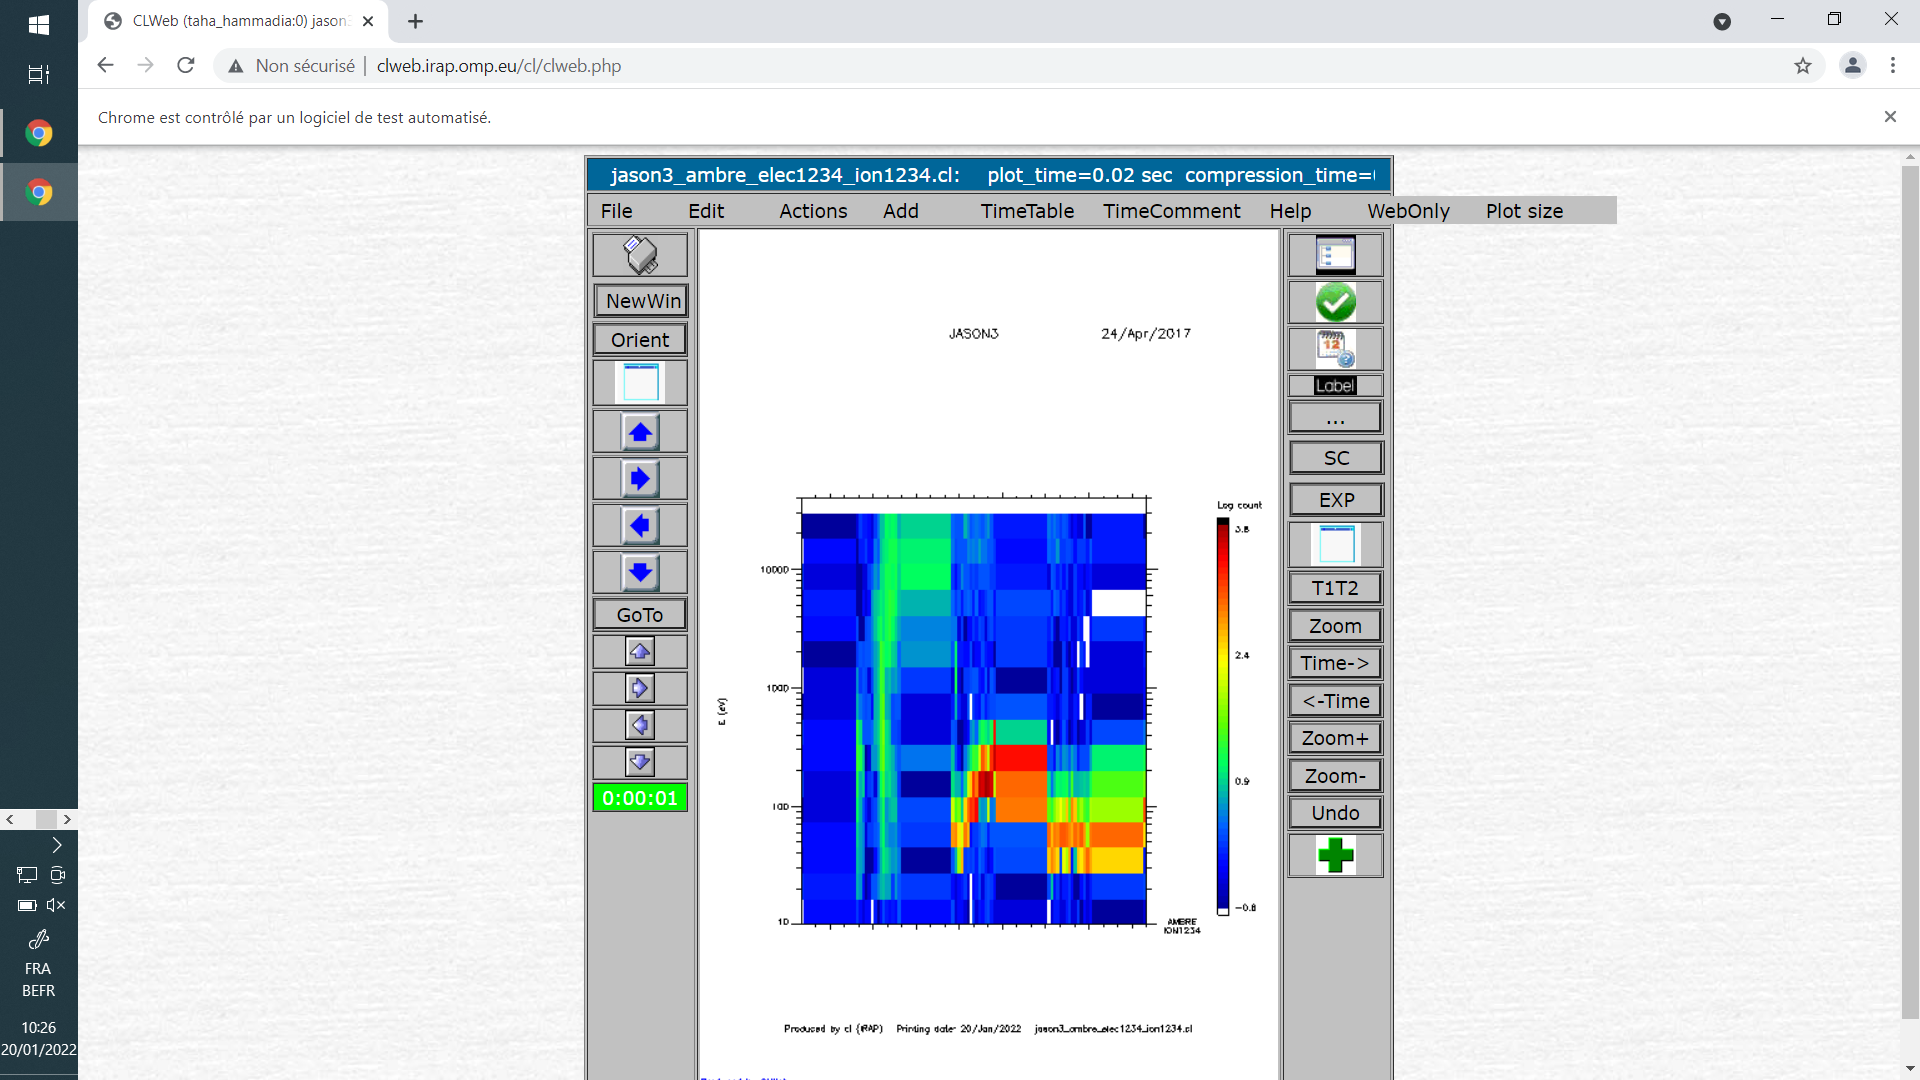 CLWeb (taha_hammadia:0) jason3
Non sécurisé | clweb.irap.omp.eu/cl/clweb.php
Chrome est contrôlé par un logiciel de test automatisé.
jason3_ambre_elec1234_ion1234.cl: plot_time=0.02 sec compression_time=
File Edit Actions Add TimeTable TimeComment Help WebOnly Plot size
NewWin
Orient
GoTo
0:00:01
JASON3 24/Apr/2017
Log count
3.8
2.4
0.9
-0.8
10000
1000
100
10
E (eV)
AMBRE
ION1234
Produced by cl (IRAP) Printing date: 20/Jan/2022 jason3_ambre_elec1234_ion1234.cl
12
Label
...
SC
EXP
T1T2
Zoom
Time->
<-Time
Zoom+
Zoom-
Undo
FRA
BEFR
10:26
20/01/2022